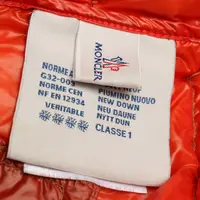 MONCLER
NORME A
G32-003
NORME CEN
NF EN 12934
VERITABLE
PIUMINO NUOVO
NEW DOWN
NEU DAUNE
NYTT DUN
CLASSE 1